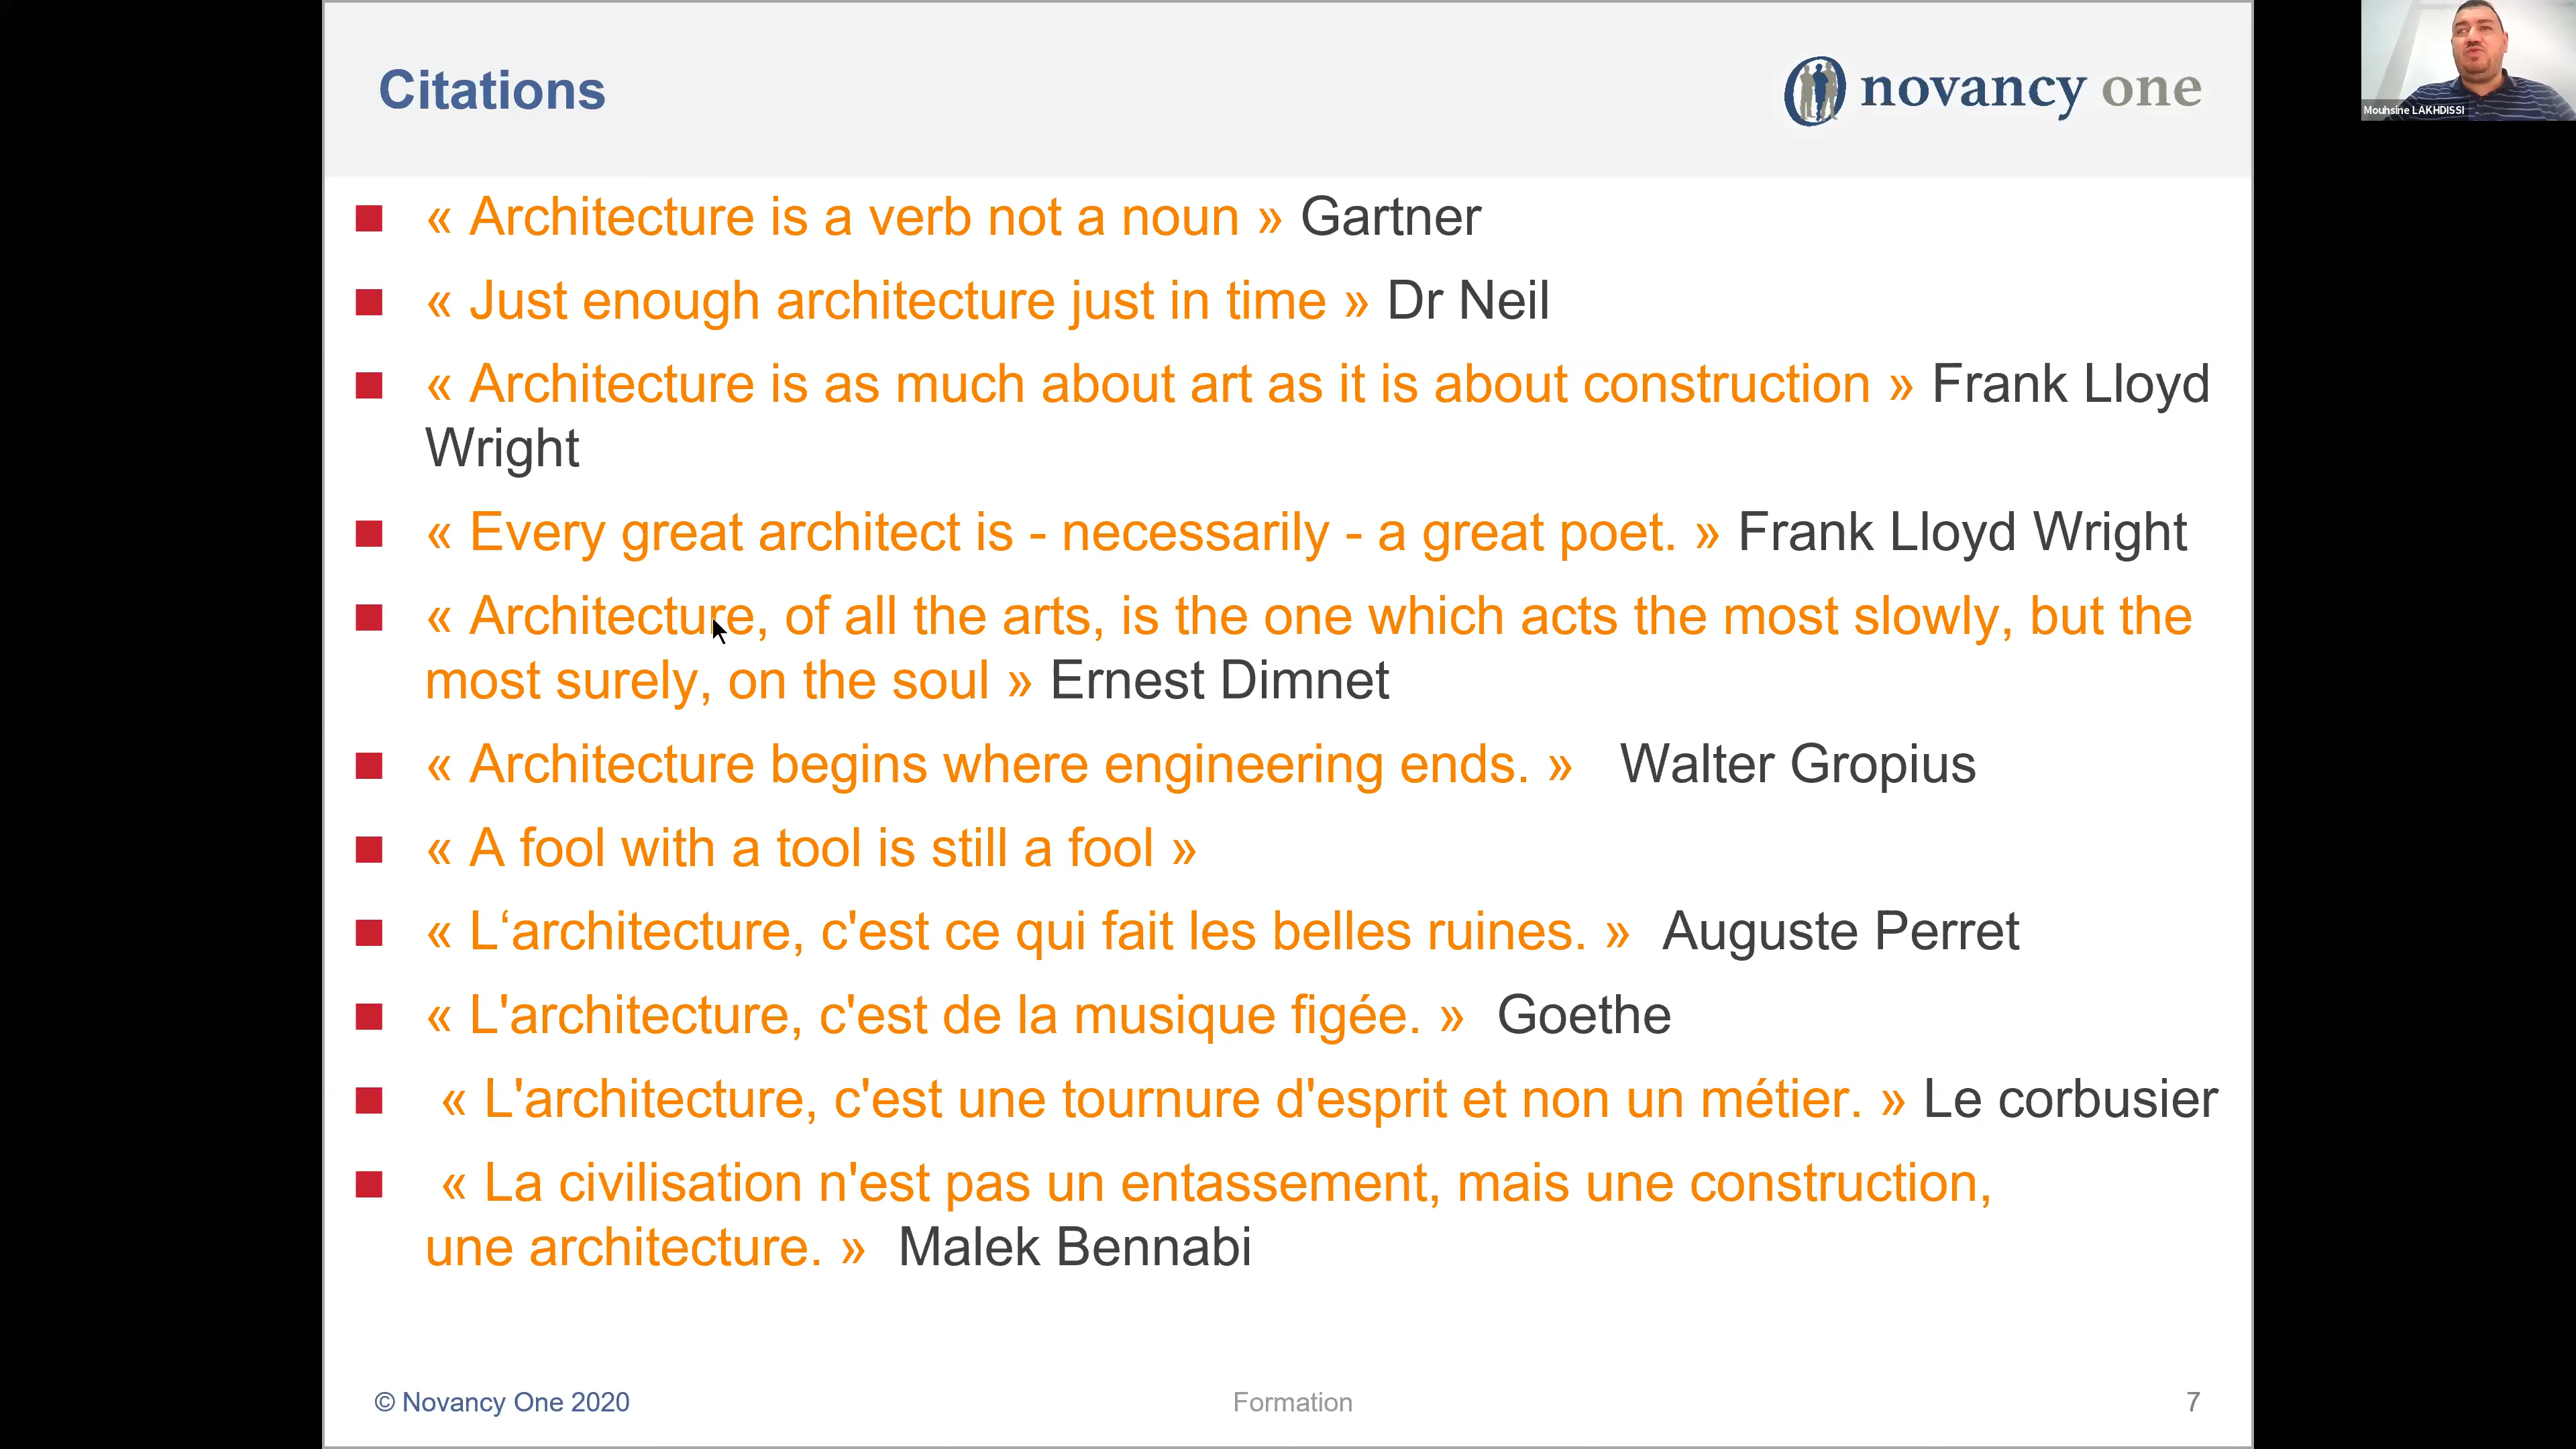 Citations
novancy one
Mouhsine LAKHDISSI
« Architecture is a verb not a noun » Gartner
« Just enough architecture just in time » Dr Neil
« Architecture is as much about art as it is about construction » Frank Lloyd
Wright
« Every great architect is - necessarily - a great poet. » Frank Lloyd Wright
« Architecture, of all the arts, is the one which acts the most slowly, but the
most surely, on the soul » Ernest Dimnet
« Architecture begins where engineering ends. » Walter Gropius
« A fool with a tool is still a fool »
« L‘architecture, c'est ce qui fait les belles ruines. » Auguste Perret
« L'architecture, c'est de la musique figée. » Goethe
« L'architecture, c'est une tournure d'esprit et non un métier. » Le corbusier
« La civilisation n'est pas un entassement, mais une construction,
une architecture. » Malek Bennabi
© Novancy One 2020
Formation
7